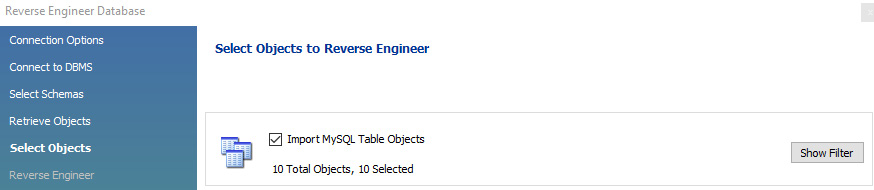 Reverse Engineer Database
Connection Options
Connect to DBMS
Select Schemas
Retrieve Objects
Select Objects
Reverse Engineer
Select Objects to Reverse Engineer
Import MySQL Table Objects
10 Total Objects, 10 Selected
Show Filter